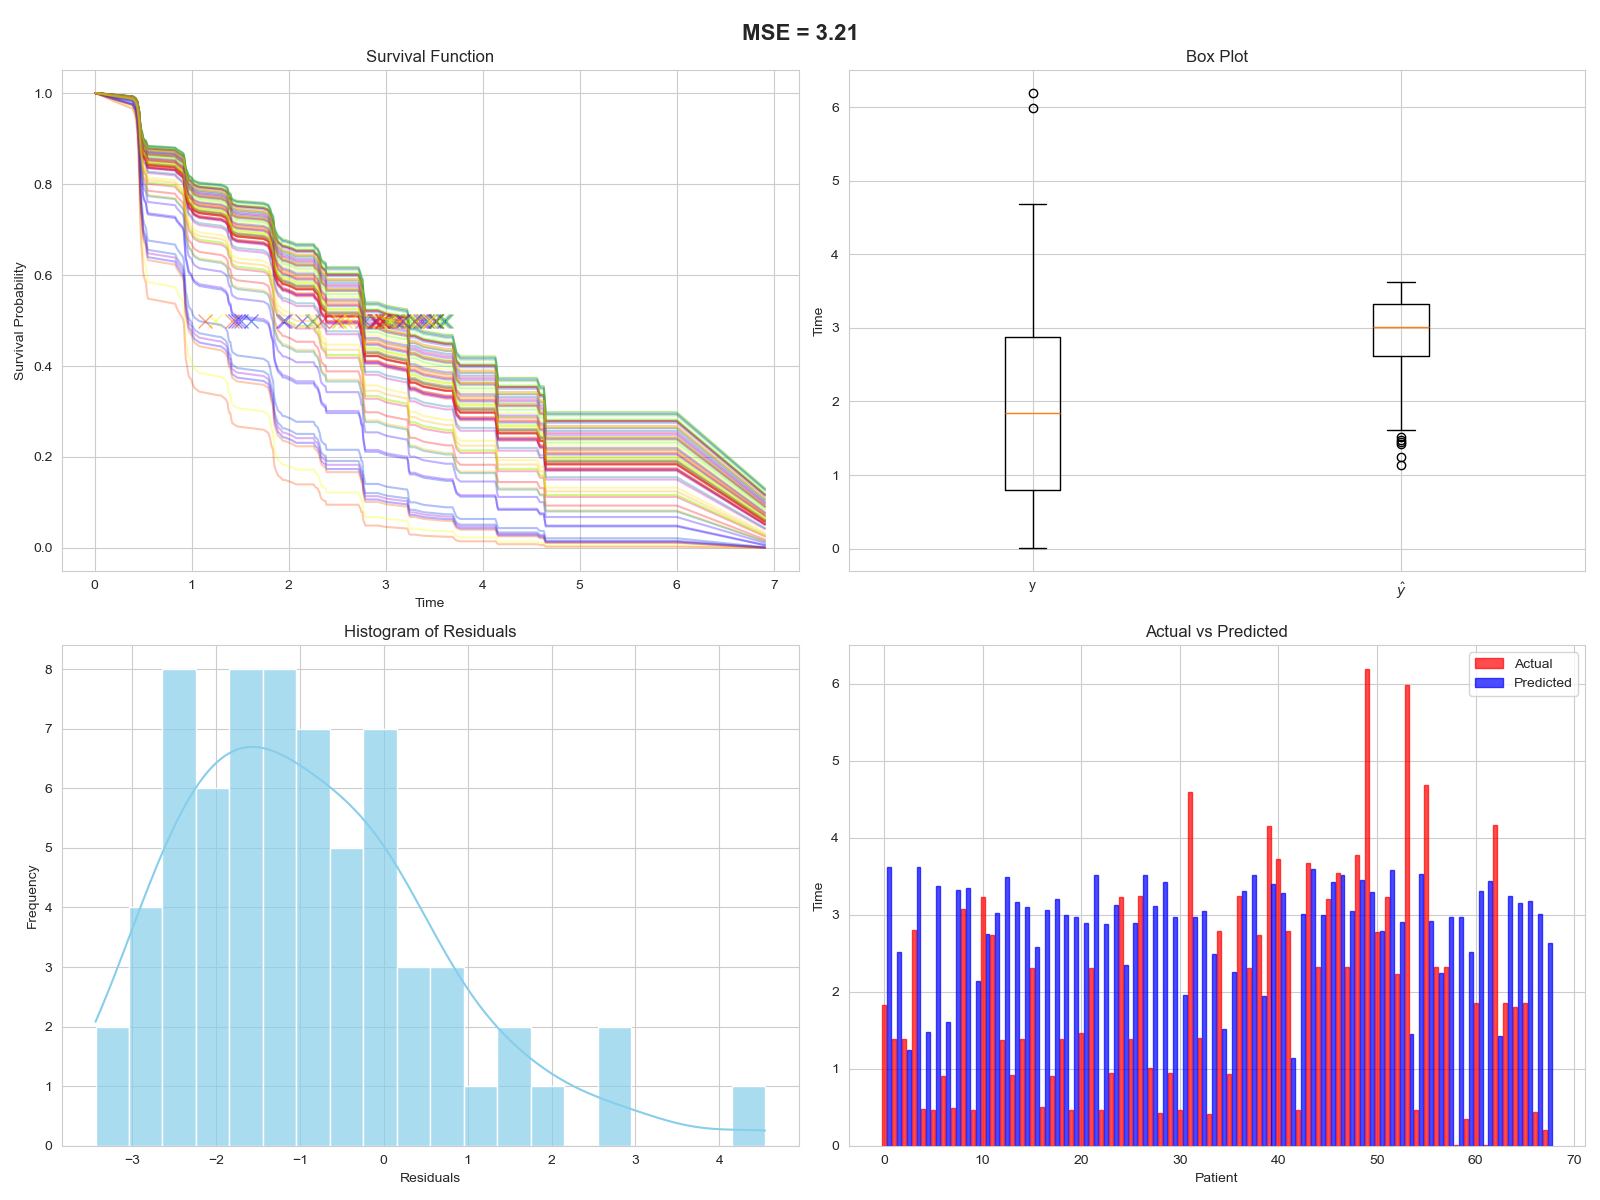 MSE = 3.21
Survival Function
Survival Probability
1.0
0.8
0.6
0.4
0.2
0.0
0 1 2 3 4 5 6 7
Time
Box Plot
Time
6
5
4
3
2
1
0
y ŷ
Histogram of Residuals
Frequency
8
7
6
5
4
3
2
1
0
−3 −2 −1 0 1 2 3 4
Residuals
Actual vs Predicted
Actual
Predicted
Time
6
5
4
3
2
1
0
0 10 20 30 40 50 60 70
Patient